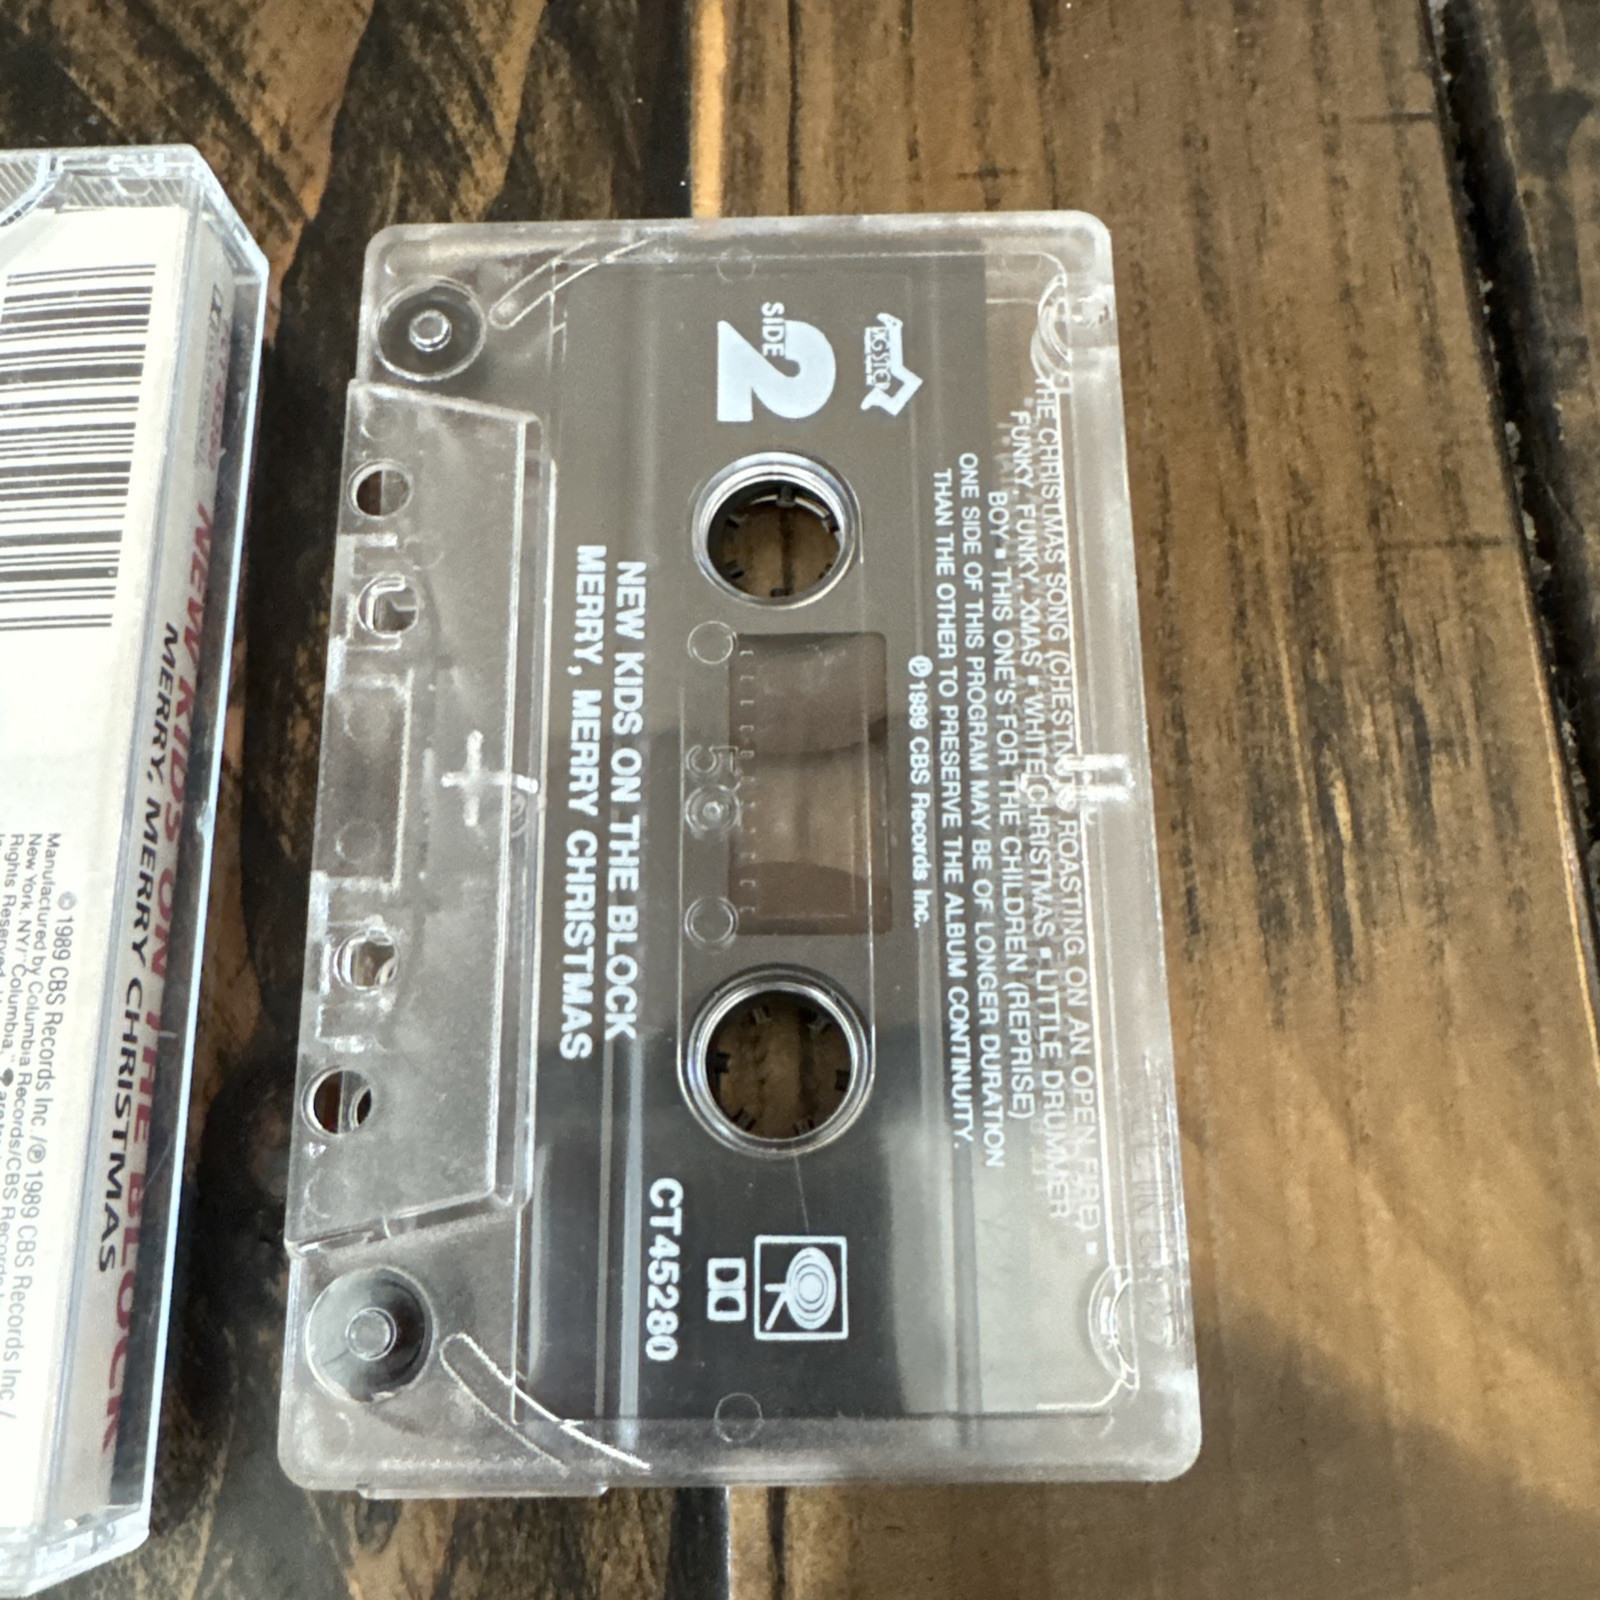 THE CHRISTMAS SONG (CHESTNUTS ROASTING ON AN OPEN FIRE) ▪
FUNKY, FUNKY, XMAS ▪ WHITE CHRISTMAS ▪ LITTLE DRUMMER
BOY ▪ THIS ONE'S FOR THE CHILDREN (REPRISE)
ONE SIDE OF THIS PROGRAM MAY BE OF LONGER DURATION
THAN THE OTHER TO PRESERVE THE ALBUM CONTINUITY.
℗ 1989 CBS Records Inc.
SIDE
2
5
CT45280
NEW KIDS ON THE BLOCK
MERRY, MERRY CHRISTMAS
NEW KIDS ON THE BLOCK
MERRY, MERRY CHRISTMAS
© 1989 CBS Records Inc./℗ 1989 CBS Records Inc./
Manufactured by Columbia Records/CBS Records
New York, NY/"Columbia,"
Rights Reserved.